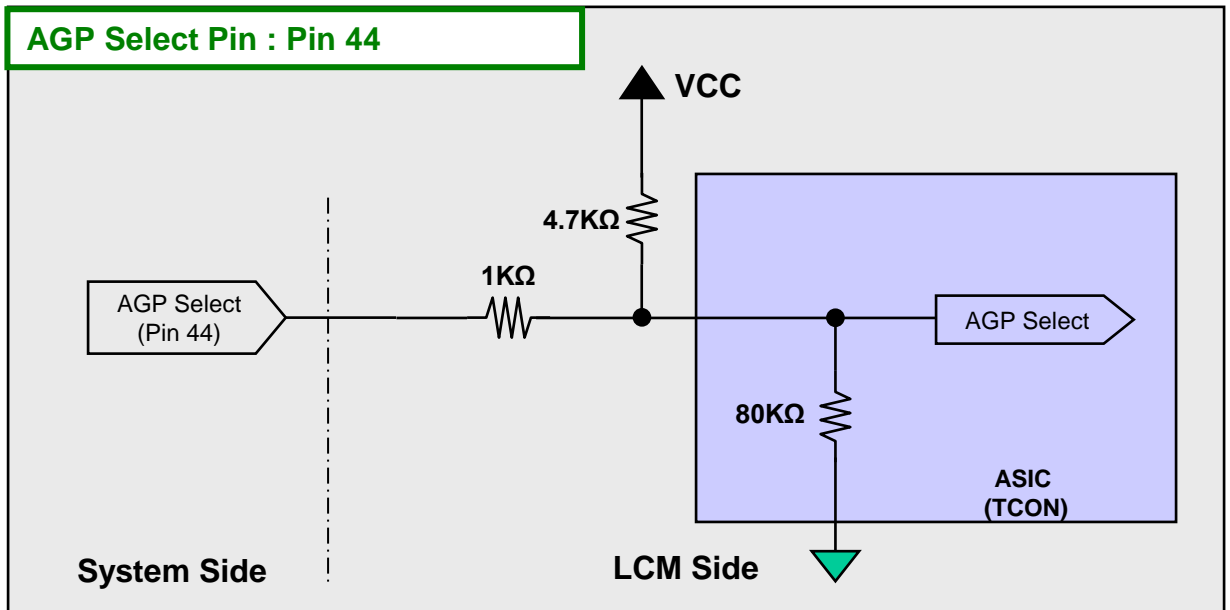 AGP Select Pin : Pin 44
VCC
4.7KΩ
1KΩ
AGP Select
(Pin 44)
AGP Select
80KΩ
ASIC
(TCON)
System Side
LCM Side